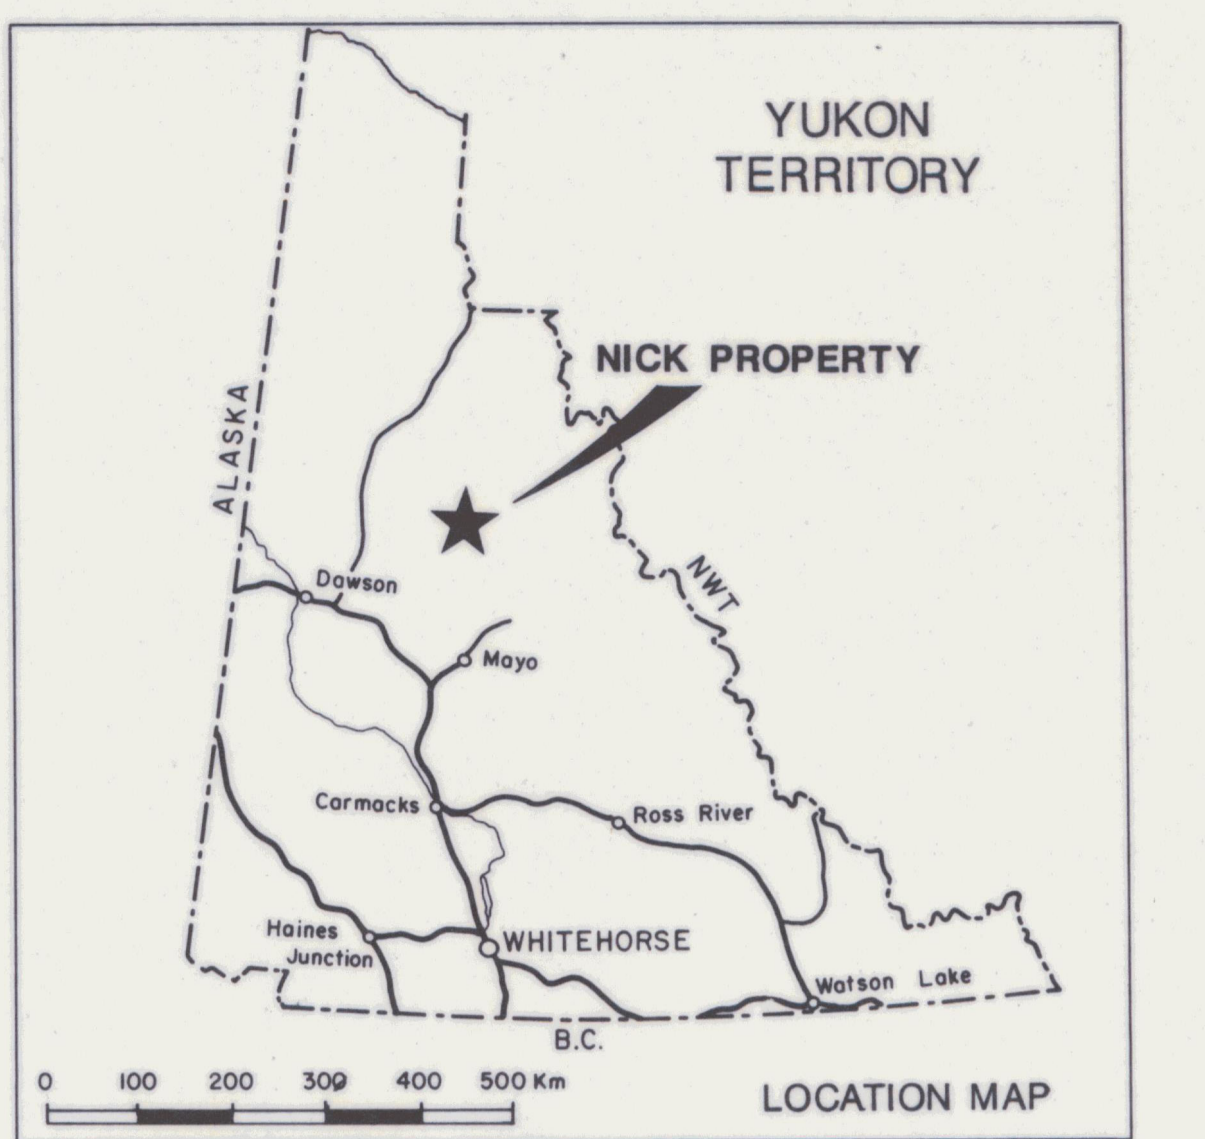 YUKON
TERRITORY
NICK PROPERTY
ALASKA
NWT
Dawson
Mayo
Carmacks
Ross River
Haines
Junction
WHITEHORSE
Watson Lake
B.C.
0 100 200 300 400 500 Km
LOCATION MAP